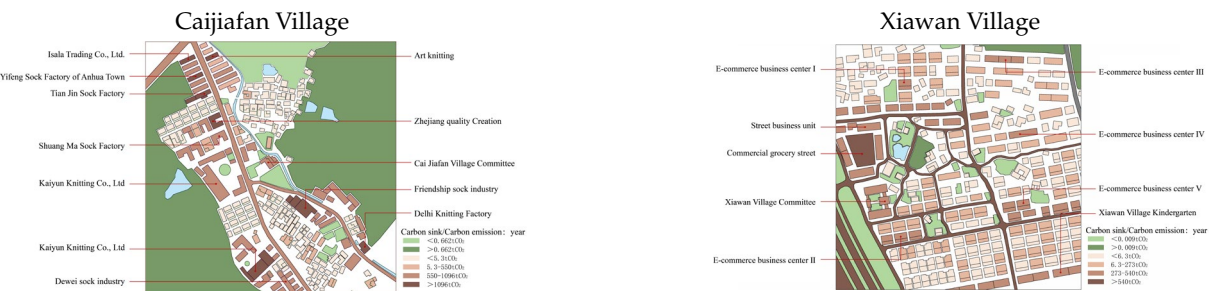 Caijiafan Village
Isala Trading Co., Ltd.
Yifeng Sock Factory of Anhua Town
Tian Jin Sock Factory
Shuang Ma Sock Factory
Kaiyun Knitting Co., Ltd
Kaiyun Knitting Co., Ltd
Dewei sock industry
Art knitting
Zhejiang quality Creation
Cai Jiafan Village Committee
Friendship sock industry
Delhi Knitting Factory
Carbon sink/Carbon emission: year
<0.662tCO₂
>0.662tCO₂
<5.3tCO₂
5.3-550tCO₂
550-1096tCO₂
>1096tCO₂
Xiawan Village
E-commerce business center I
Street business unit
Commercial grocery street
Xiawan Village Committee
E-commerce business center II
E-commerce business center III
E-commerce business center IV
E-commerce business center V
Xiawan Village Kindergarten
Carbon sink/Carbon emission: year
<0.009tCO₂
>0.009tCO₂
<6.3tCO₂
6.3-273tCO₂
273-540tCO₂
>540tCO₂